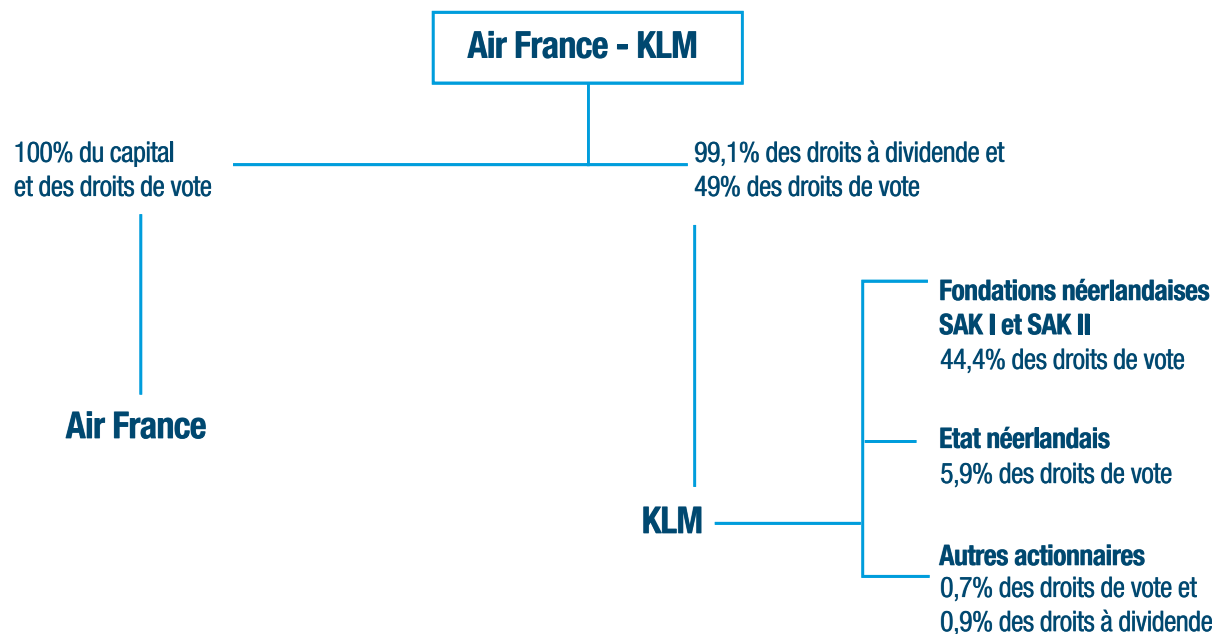 Air France - KLM
100% du capital
et des droits de vote
99,1% des droits à dividende et
49% des droits de vote
Air France
KLM
Fondations néerlandaises
SAK I et SAK II
44,4% des droits de vote
Etat néerlandais
5,9% des droits de vote
Autres actionnaires
0,7% des droits de vote et
0,9% des droits à dividende